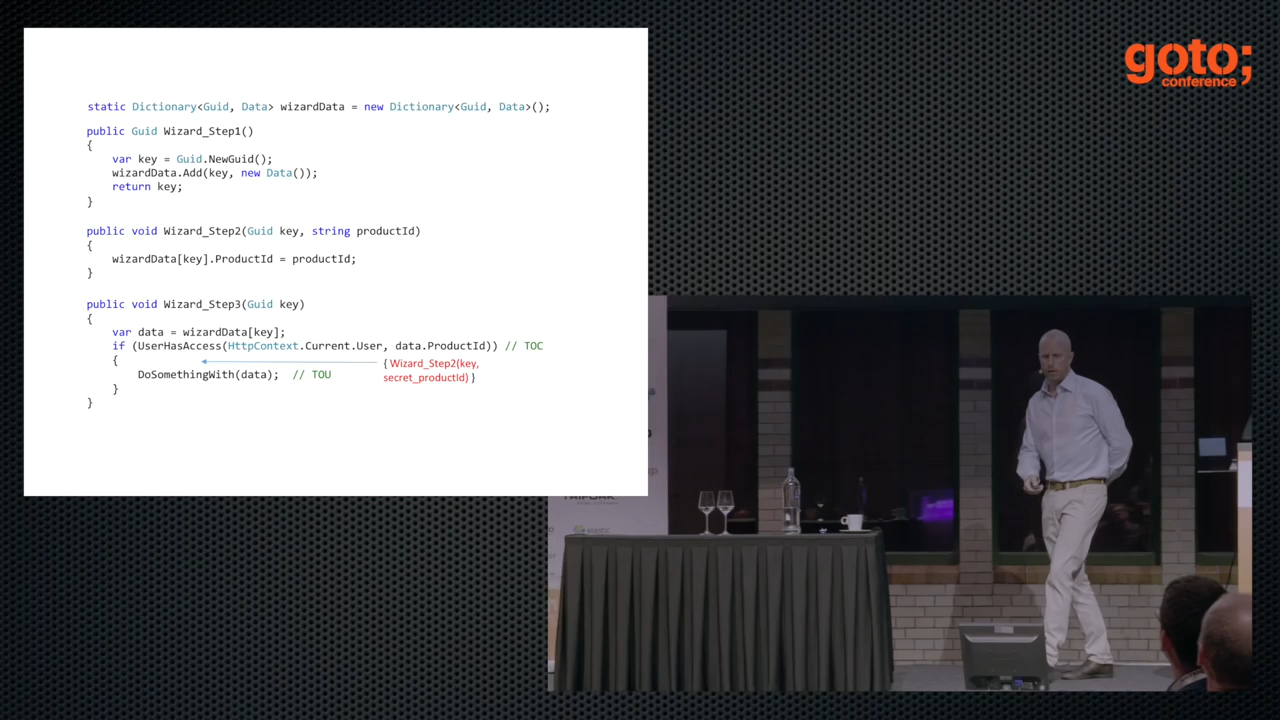 goto;
conference
static Dictionary<Guid, Data> wizardData = new Dictionary<Guid, Data>();
public Guid Wizard_Step1()
{
var key = Guid.NewGuid();
wizardData.Add(key, new Data());
return key;
}
public void Wizard_Step2(Guid key, string productId)
{
wizardData[key].ProductId = productId;
}
public void Wizard_Step3(Guid key)
{
var data = wizardData[key];
if (UserHasAccess(HttpContext.Current.User, data.ProductId)) // TOC
{
{ Wizard_Step2(key,
DoSomethingWith(data); // TOU
secret_productId) }
}
}
elastic